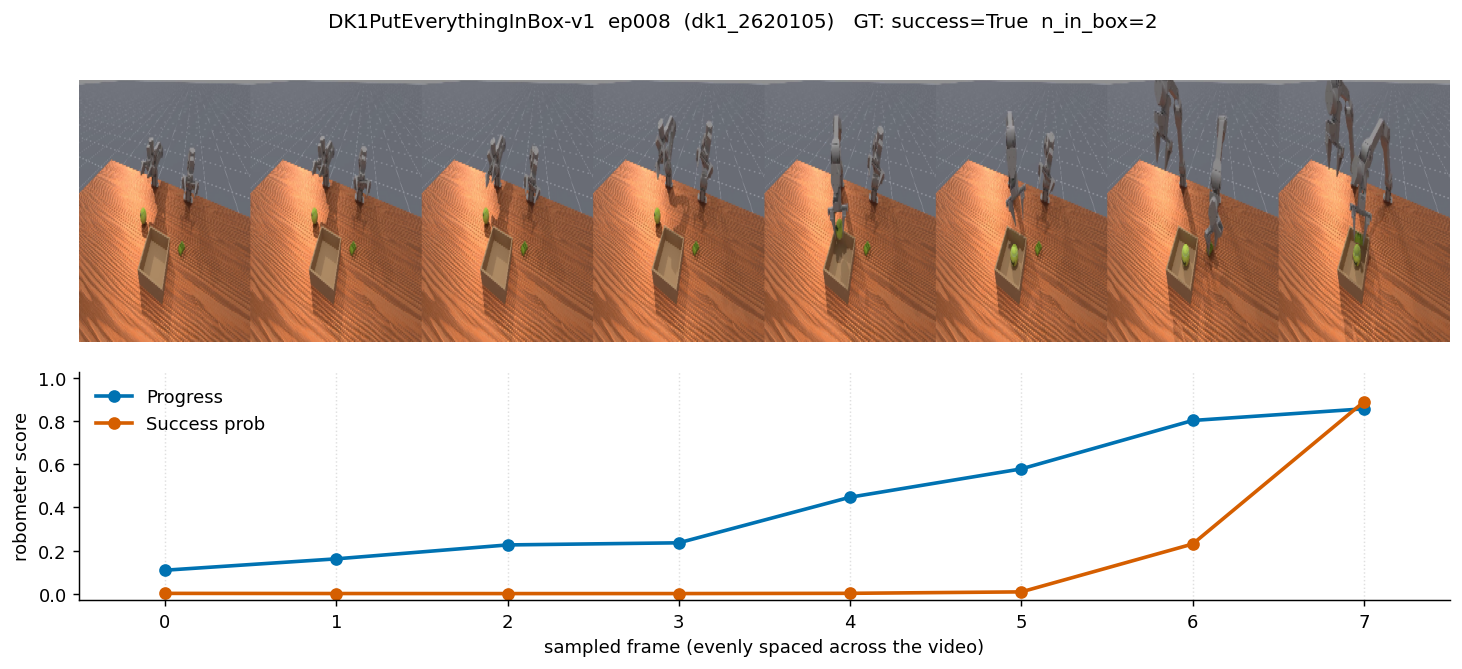 DK1PutEverythingInBox-v1  ep008  (dk1_2620105)   GT: success=True  n_in_box=2
1.0
0.8
0.6
0.4
0.2
0.0
robometer score
Progress
Success prob
0 1 2 3 4 5 6 7
sampled frame (evenly spaced across the video)